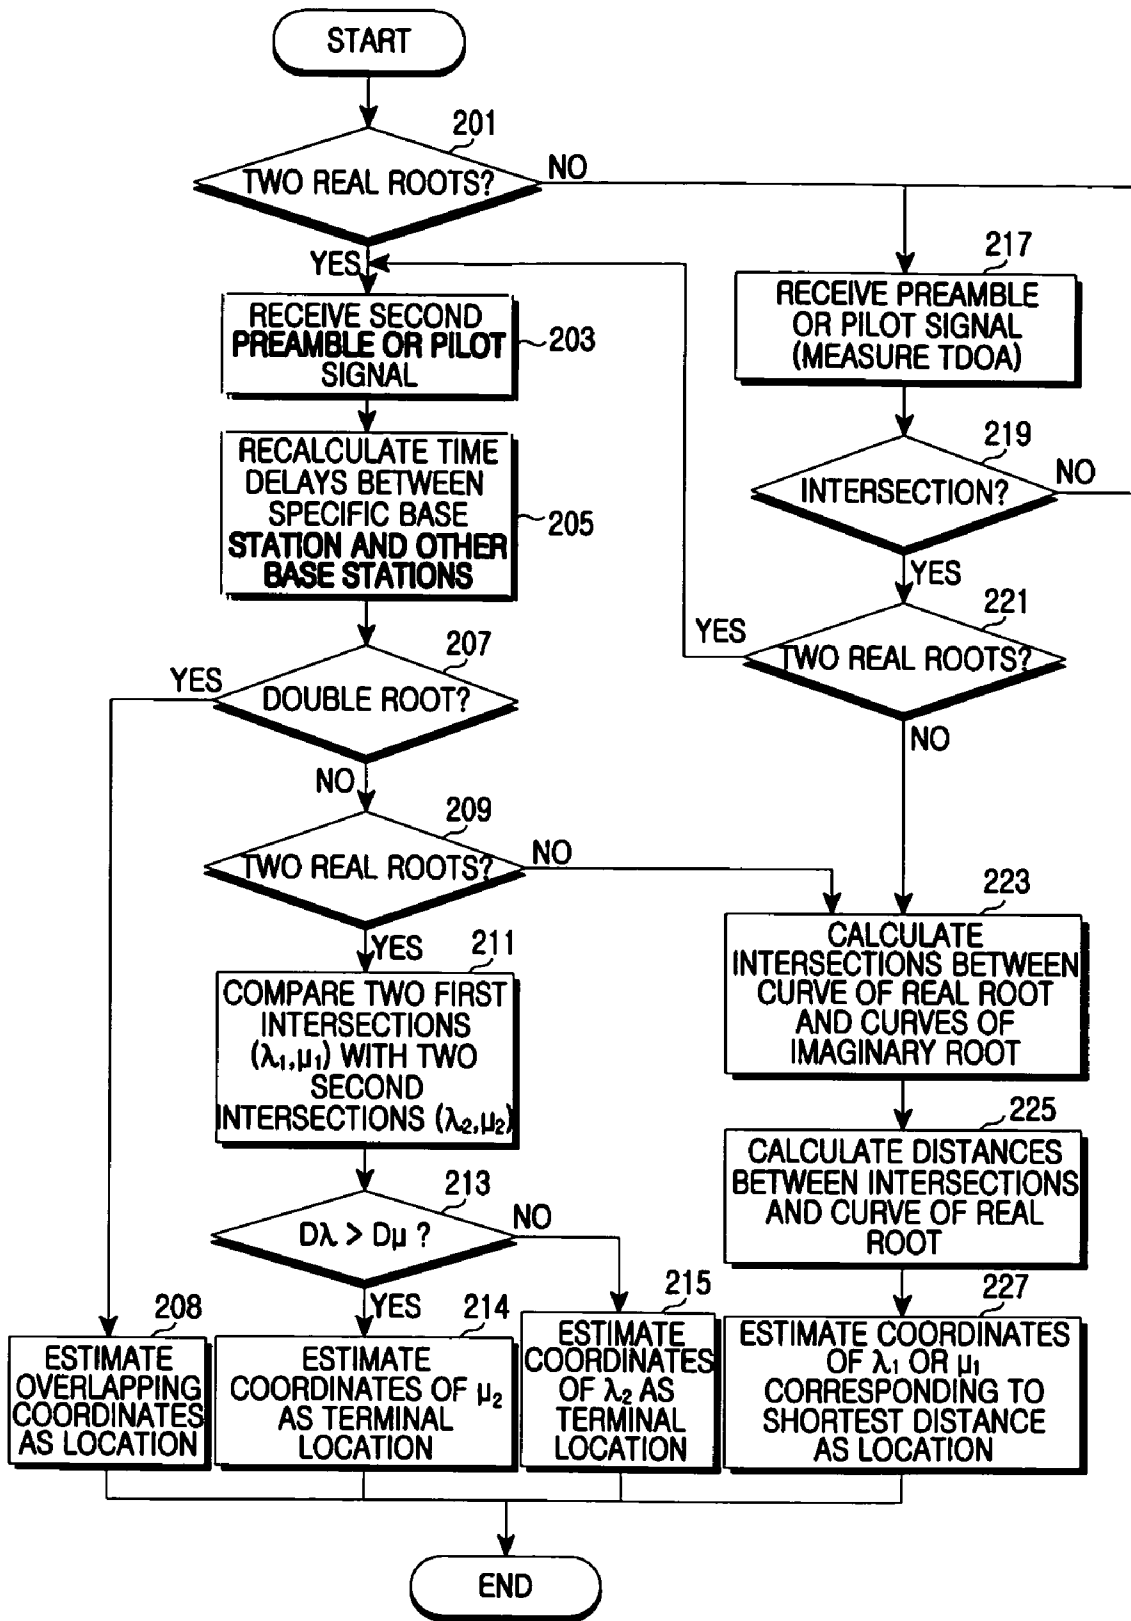 START
201
TWO REAL ROOTS?
NO
YES
RECEIVE SECOND
PREAMBLE OR PILOT
SIGNAL
203
RECALCULATE TIME
DELAYS BETWEEN
SPECIFIC BASE
STATION AND OTHER
BASE STATIONS
205
207
YES
DOUBLE ROOT?
NO
209
TWO REAL ROOTS?
NO
YES
211
COMPARE TWO FIRST
INTERSECTIONS
(λ₁,μ₁) WITH TWO
SECOND
INTERSECTIONS (λ₂,μ₂)
213
Dλ > Dμ ?
NO
YES
208
ESTIMATE
OVERLAPPING
COORDINATES
AS LOCATION
214
ESTIMATE
COORDINATES OF μ₂
AS TERMINAL
LOCATION
215
ESTIMATE
COORDINATES
OF λ₂ AS
TERMINAL
LOCATION
217
RECEIVE PREAMBLE
OR PILOT SIGNAL
(MEASURE TDOA)
219
INTERSECTION?
NO
YES
221
YES
TWO REAL ROOTS?
NO
223
CALCULATE
INTERSECTIONS BETWEEN
CURVE OF REAL ROOT
AND CURVES OF
IMAGINARY ROOT
225
CALCULATE DISTANCES
BETWEEN INTERSECTIONS
AND CURVE OF REAL
ROOT
227
ESTIMATE COORDINATES
OF λ₁ OR μ₁
CORRESPONDING TO
SHORTEST DISTANCE
AS LOCATION
END